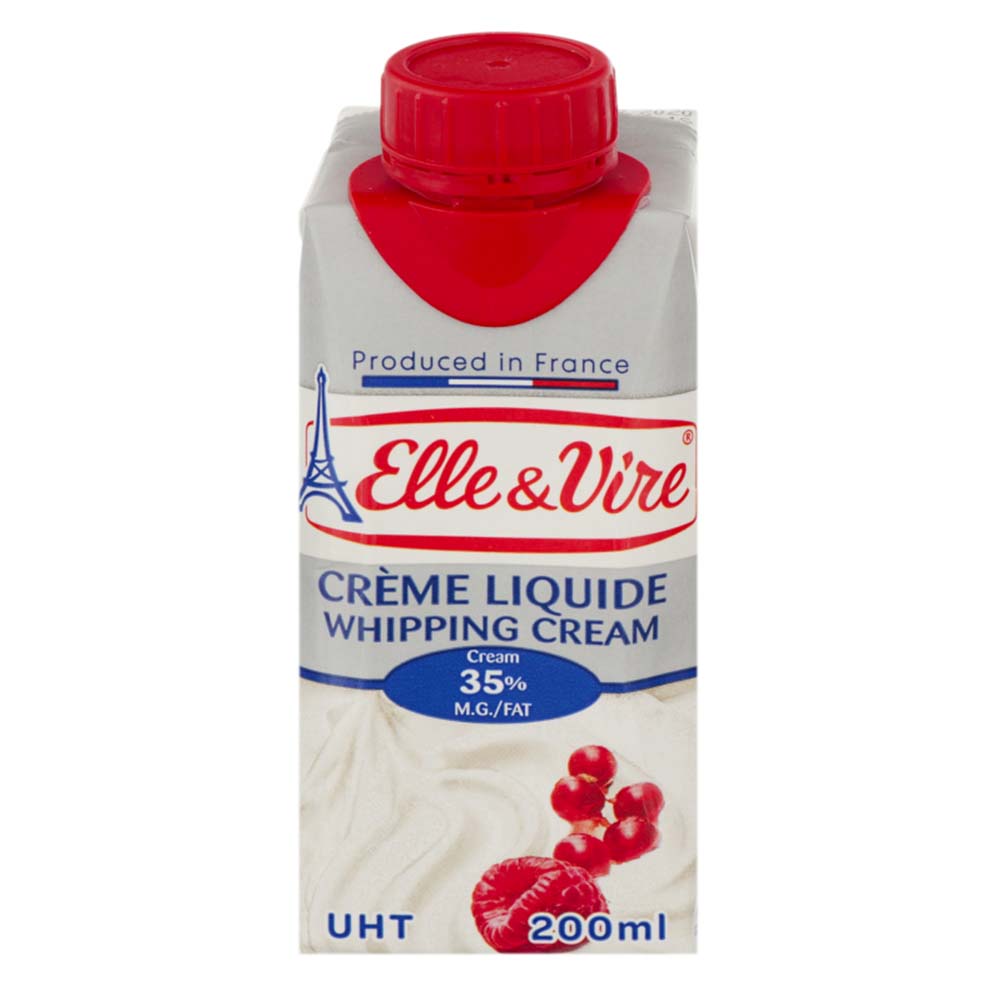 Produced in France
Elle & Vire®
CRÈME LIQUIDE
WHIPPING CREAM
Cream
35%
M.G./FAT
UHT 200ml